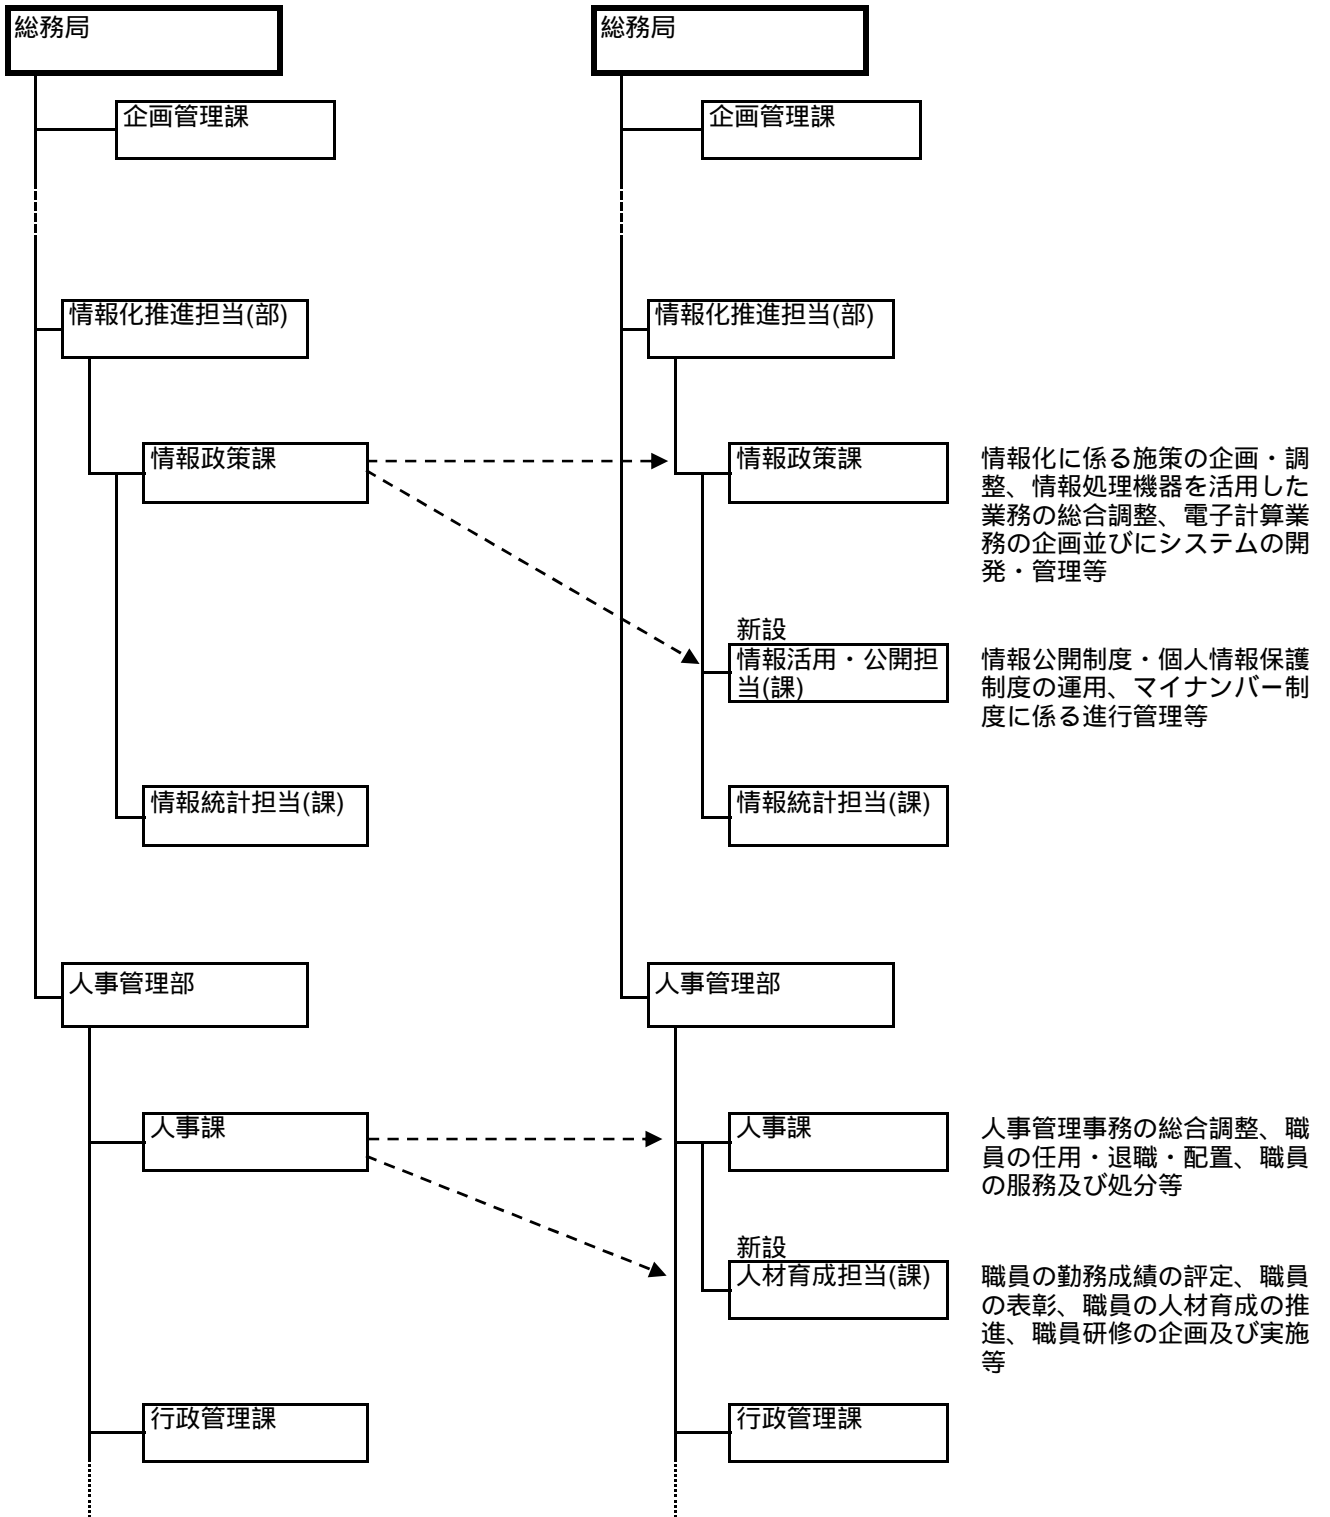 総務局
総務局
企画管理課
企画管理課
情報化推進担当(部)
情報化推進担当(部)
情報政策課
情報政策課
情報化に係る施策の企画・調
整、情報処理機器を活用した
業務の総合調整、電子計算業
務の企画並びにシステムの開
発・管理等
新設
情報活用・公開担
当(課)
情報公開制度・個人情報保護
制度の運用、マイナンバー制
度に係る進行管理等
情報統計担当(課)
情報統計担当(課)
人事管理部
人事管理部
人事課
人事課
人事管理事務の総合調整、職
員の任用・退職・配置、職員
の服務及び処分等
新設
人材育成担当(課)
職員の勤務成績の評定、職員
の表彰、職員の人材育成の推
進、職員研修の企画及び実施
等
行政管理課
行政管理課